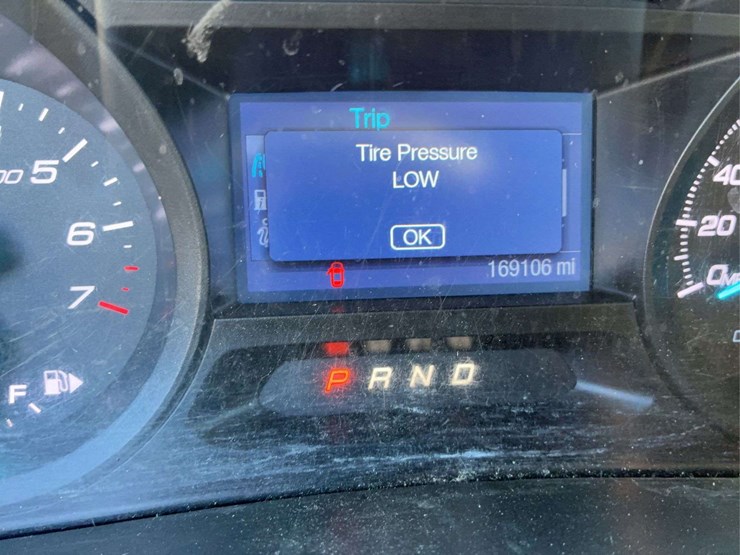 Trip
Tire Pressure
LOW
OK
169106 mi
P R N D
5
6
7
F
40
20
0